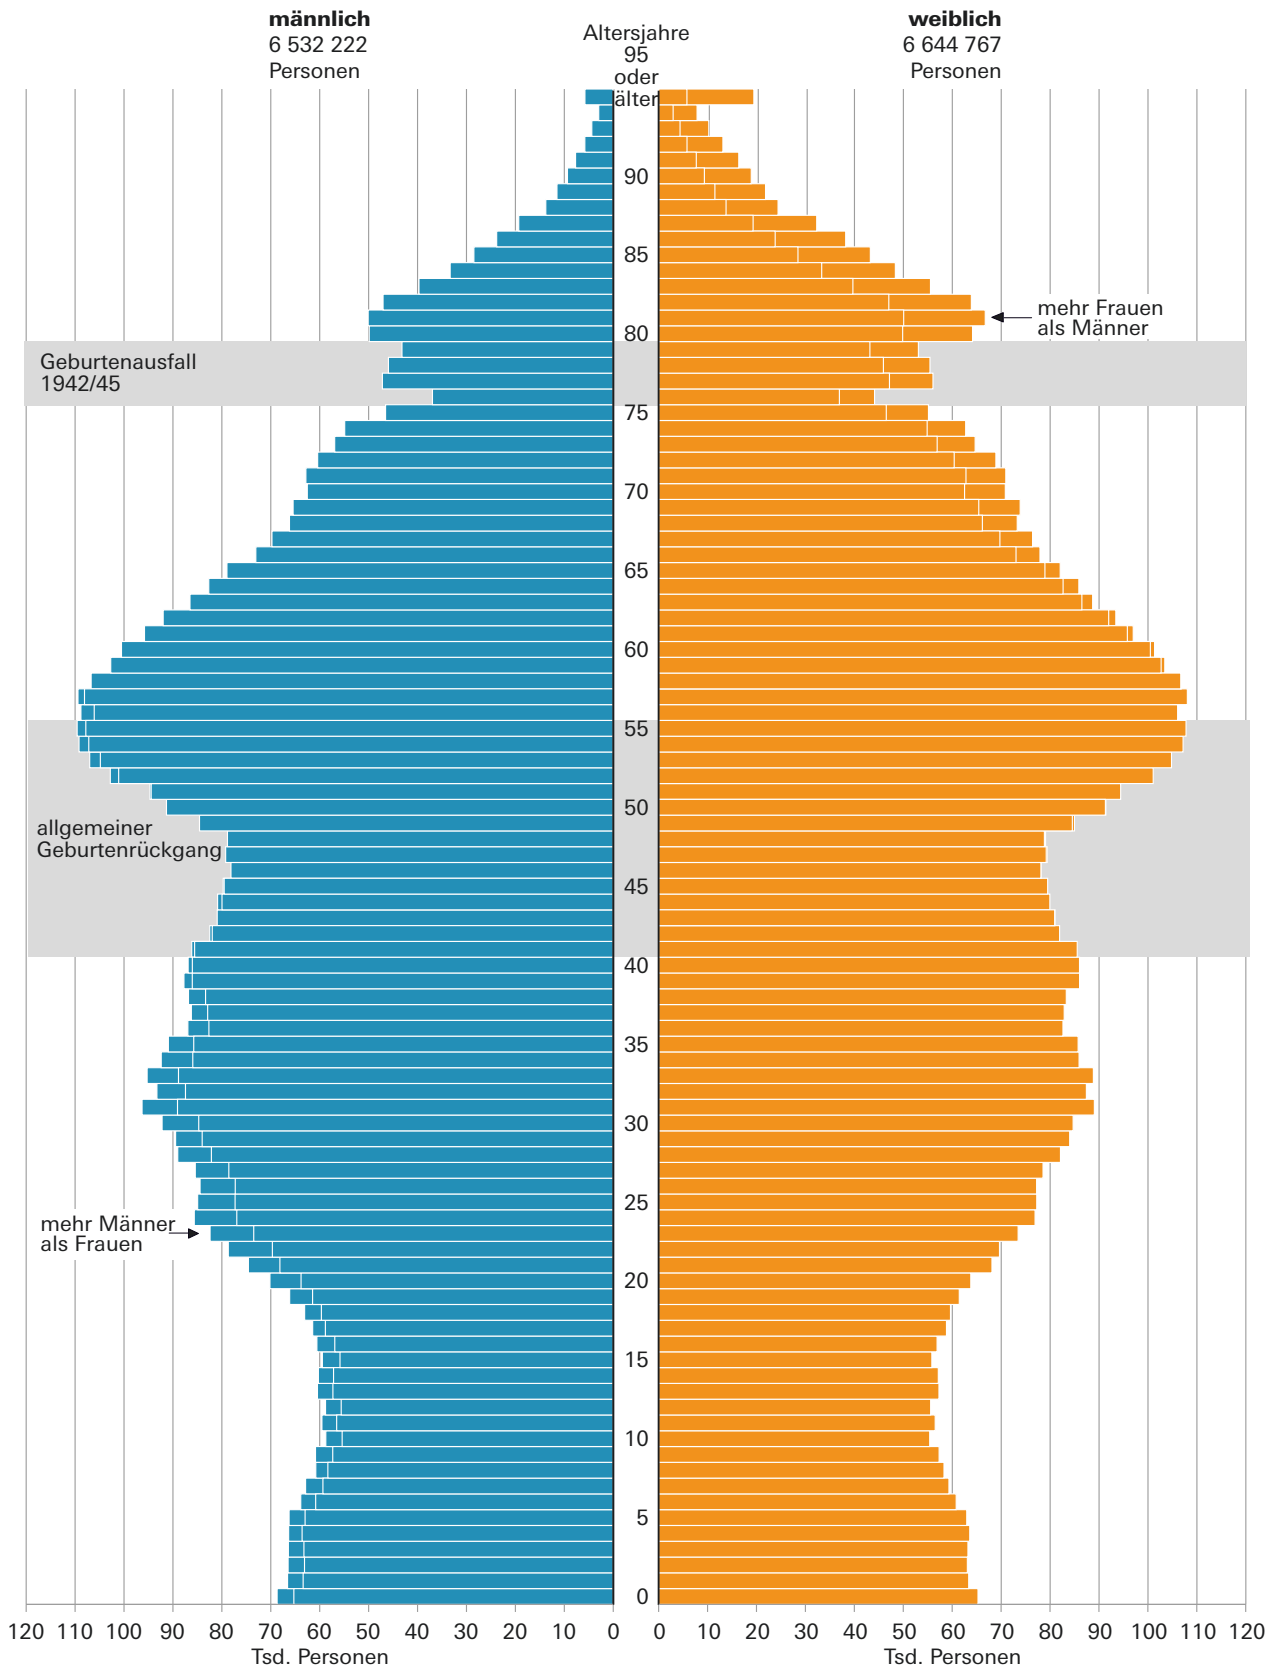 männlich
6 532 222
Personen
Altersjahre
95
oder
älter
weiblich
6 644 767
Personen
90
85
mehr Frauen
als Männer
80
Geburtenausfall
1942/45
75
70
65
60
55
50
allgemeiner
Geburtenrückgang
45
40
35
30
25
mehr Männer
als Frauen
20
15
10
5
0
120 110 100 90 80 70 60 50 40 30 20 10 0
0 10 20 30 40 50 60 70 80 90 100 110 120
Tsd. Personen
Tsd. Personen